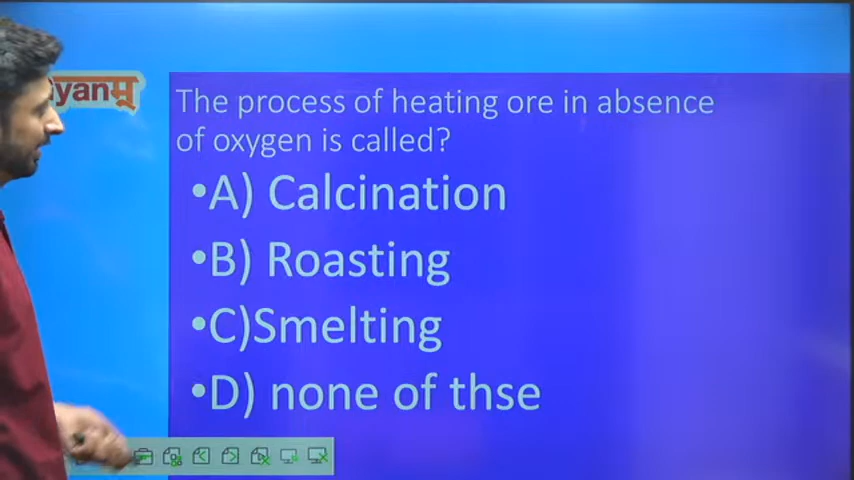 yanम्रू
The process of heating ore in absence
of oxygen is called?
•A) Calcination
•B) Roasting
•C)Smelting
•D) none of thse